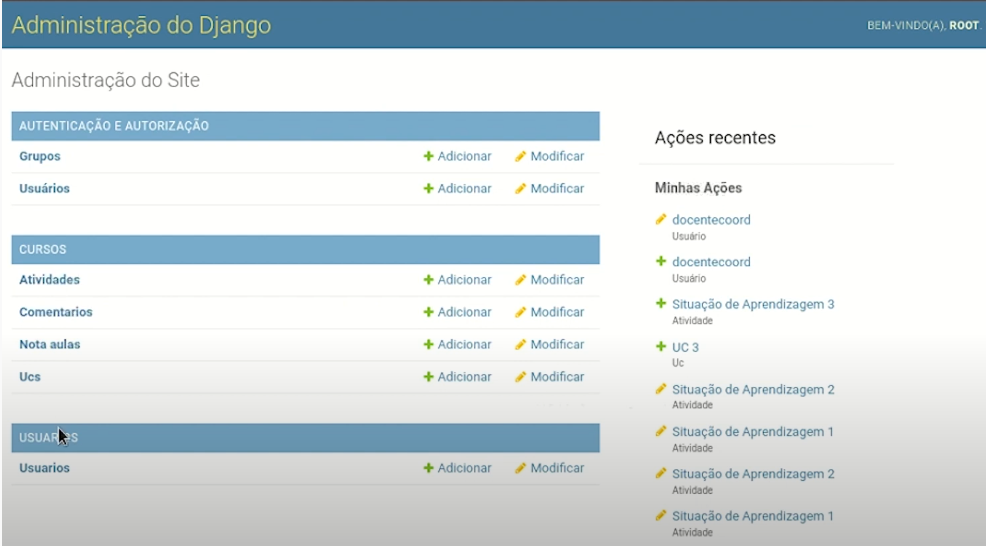 Administração do Django
BEM-VINDO(A), ROOT.
Administração do Site
AUTENTICAÇÃO E AUTORIZAÇÃO
Grupos Adicionar Modificar
Usuários Adicionar Modificar
CURSOS
Atividades Adicionar Modificar
Comentarios Adicionar Modificar
Nota aulas Adicionar Modificar
Ucs Adicionar Modificar
USUARIOS
Usuarios Adicionar Modificar
Ações recentes
Minhas Ações
docentecoord
Usuário
docentecoord
Usuário
Situação de Aprendizagem 3
Atividade
UC 3
Uc
Situação de Aprendizagem 2
Atividade
Situação de Aprendizagem 1
Atividade
Situação de Aprendizagem 2
Atividade
Situação de Aprendizagem 1
Atividade